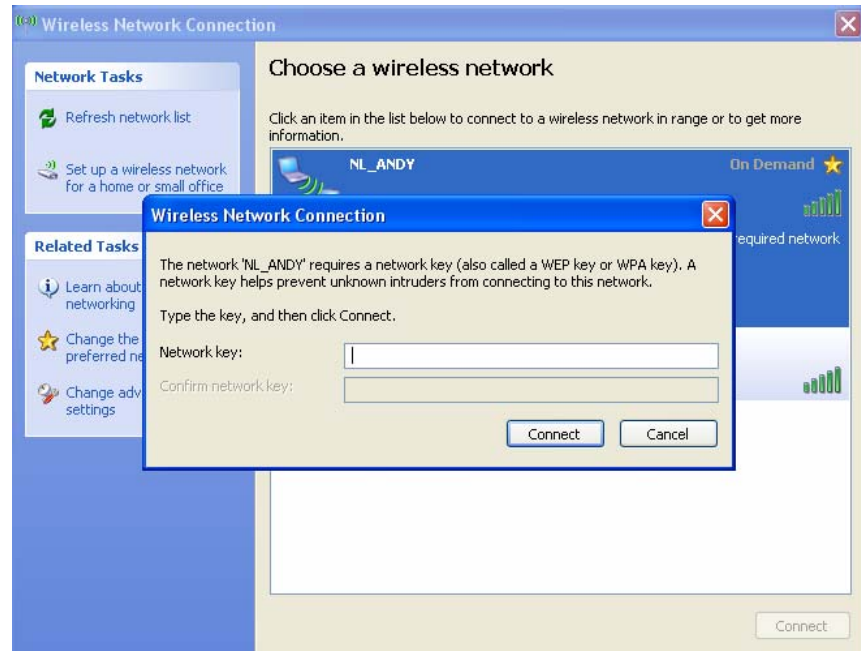 Wireless Network Connection
Network Tasks
Refresh network list
Set up a wireless network
for a home or small office
Related Tasks
Learn about
networking
Change the
preferred ne
Change adv
settings
Choose a wireless network
Click an item in the list below to connect to a wireless network in range or to get more
information.
NL_ANDY
On Demand
required network
Wireless Network Connection
The network 'NL_ANDY' requires a network key (also called a WEP key or WPA key). A
network key helps prevent unknown intruders from connecting to this network.
Type the key, and then click Connect.
Network key:
Confirm network key:
Connect
Cancel
Connect